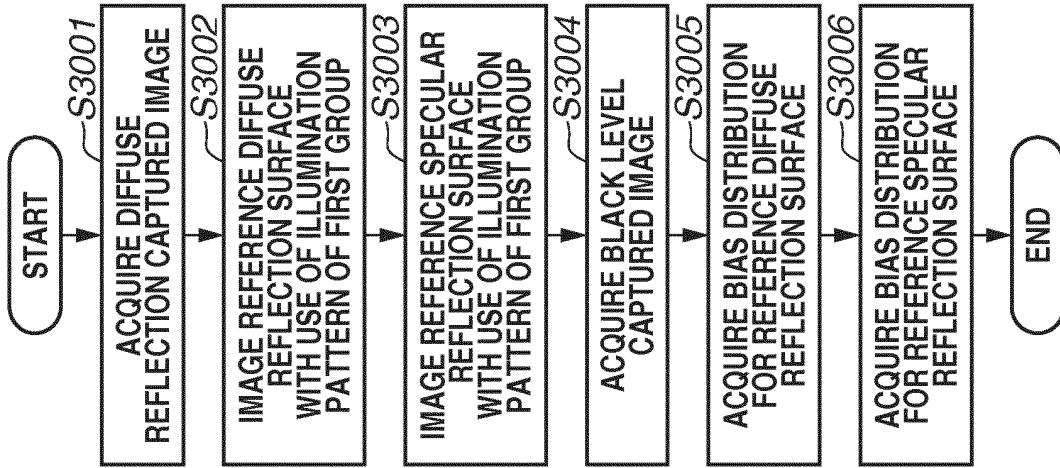 START
S3001
ACQUIRE DIFFUSE
REFLECTION CAPTURED IMAGE
S3002
IMAGE REFERENCE DIFFUSE
REFLECTION SURFACE
WITH USE OF ILLUMINATION
PATTERN OF FIRST GROUP
S3003
IMAGE REFERENCE SPECULAR
REFLECTION SURFACE
WITH USE OF ILLUMINATION
PATTERN OF FIRST GROUP
S3004
ACQUIRE BLACK LEVEL
CAPTURED IMAGE
S3005
ACQUIRE BIAS DISTRIBUTION
FOR REFERENCE DIFFUSE
REFLECTION SURFACE
S3006
ACQUIRE BIAS DISTRIBUTION
FOR REFERENCE SPECULAR
REFLECTION SURFACE
END